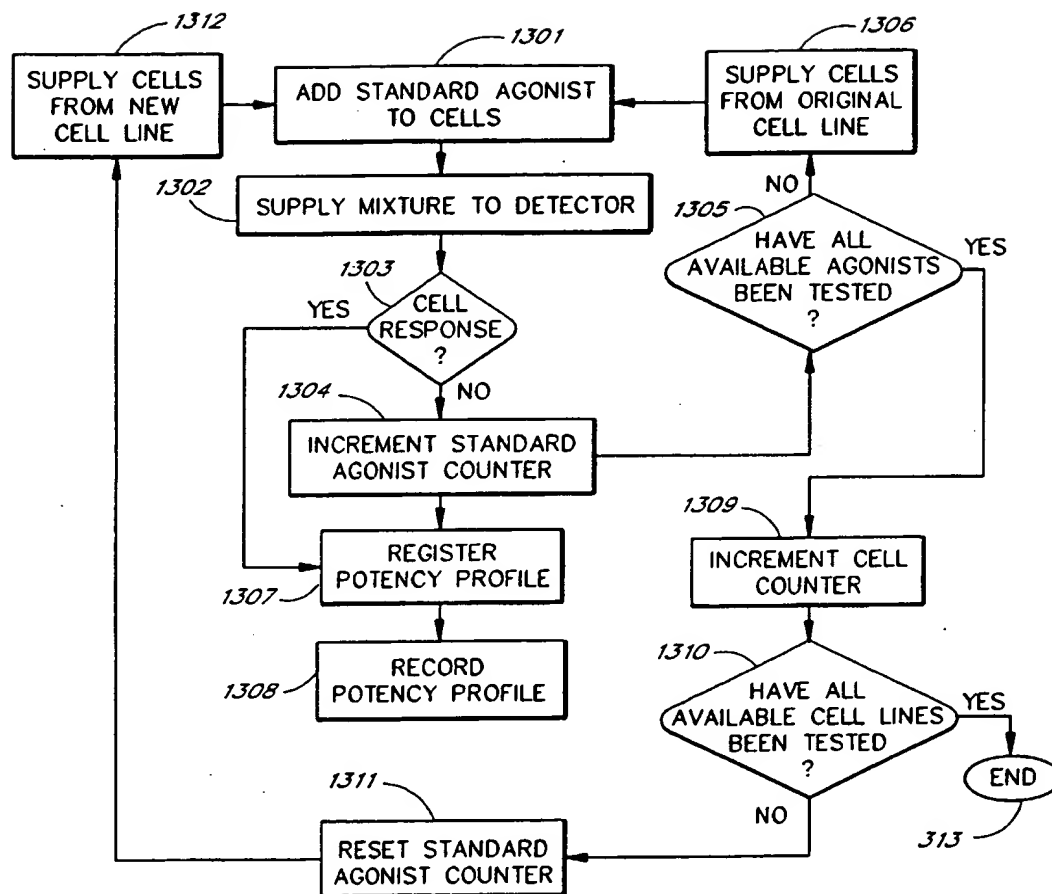 1312
SUPPLY CELLS
FROM NEW
CELL LINE
1301
ADD STANDARD AGONIST
TO CELLS
1306
SUPPLY CELLS
FROM ORIGINAL
CELL LINE
1302
SUPPLY MIXTURE TO DETECTOR
NO
1305
HAVE ALL
AVAILABLE AGONISTS
BEEN TESTED
?
YES
1303
YES
CELL
RESPONSE
?
NO
1304
INCREMENT STANDARD
AGONIST COUNTER
1307
REGISTER
POTENCY PROFILE
1309
INCREMENT CELL
COUNTER
1308
RECORD
POTENCY PROFILE
1310
HAVE ALL
AVAILABLE CELL LINES
BEEN TESTED
?
YES
END
313
NO
1311
RESET STANDARD
AGONIST COUNTER